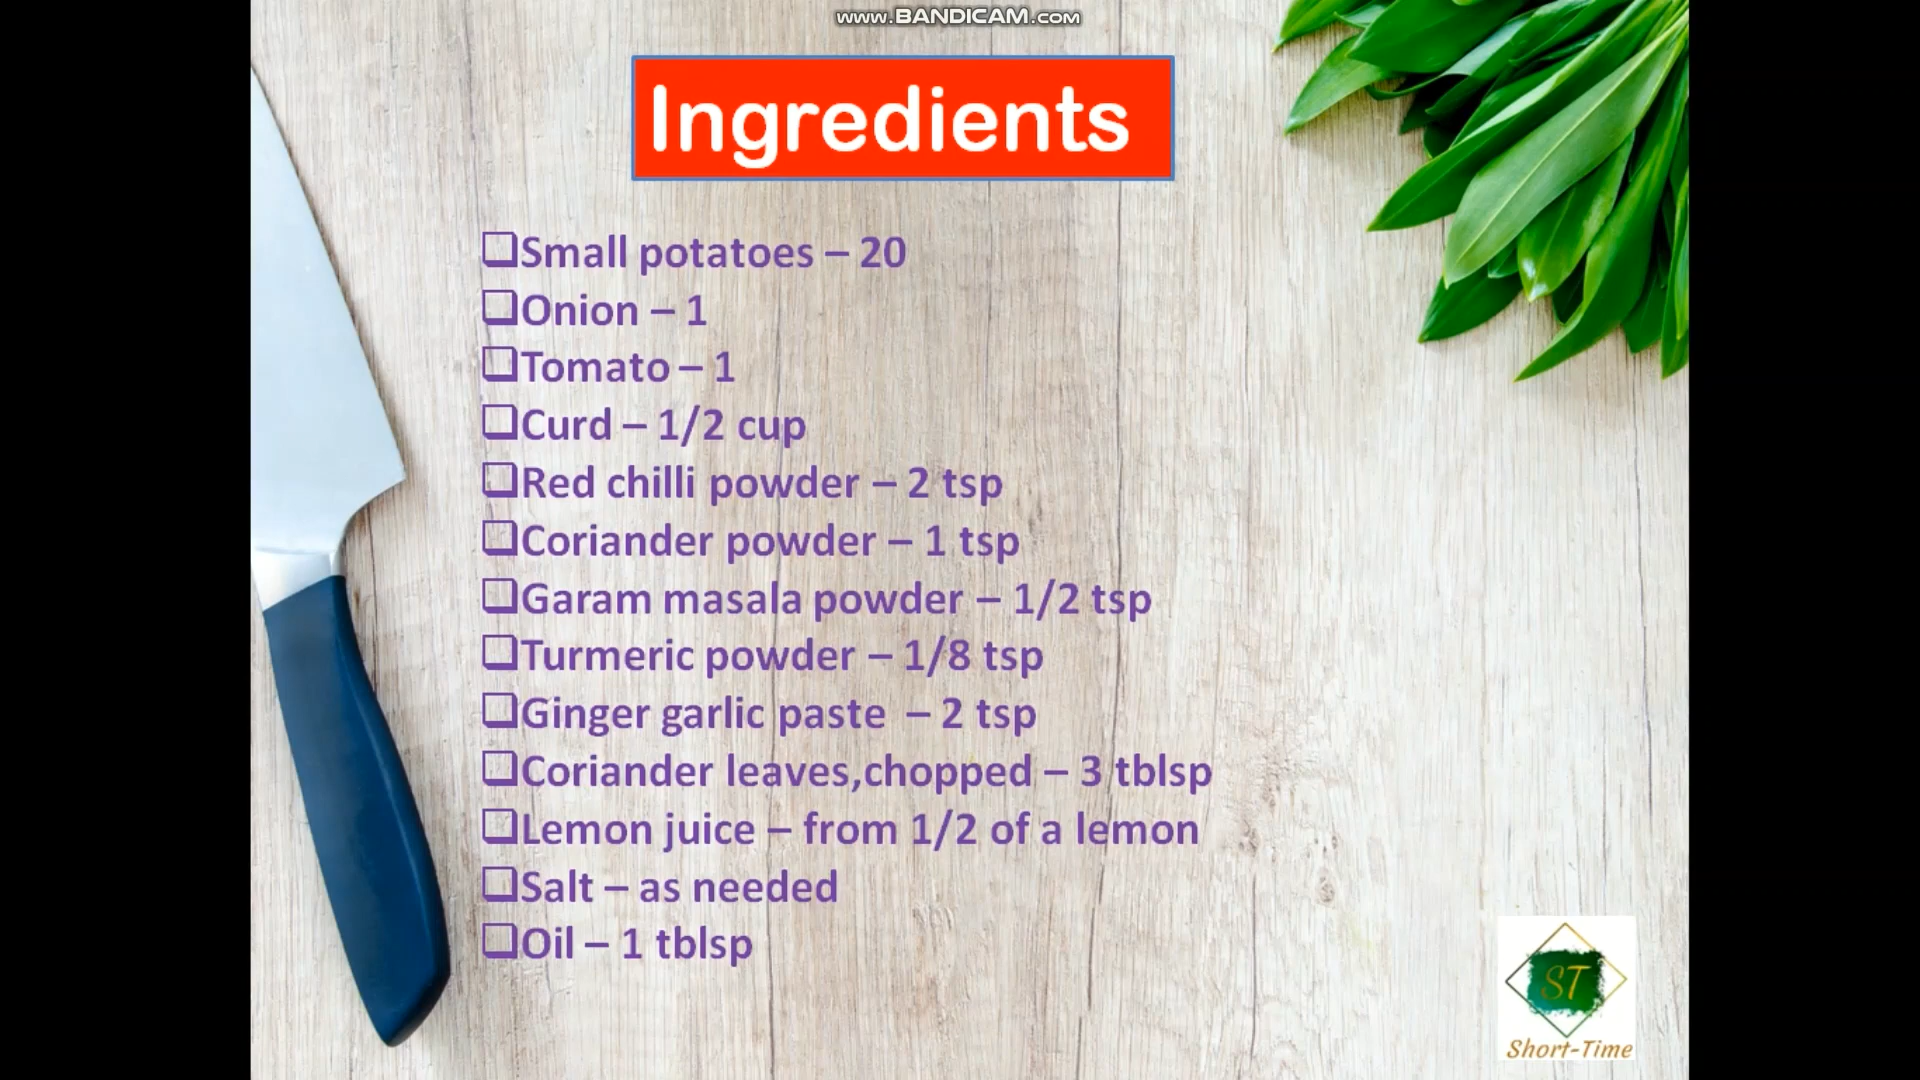 www.BANDICAM.com
Ingredients
❑Small potatoes – 20
❑Onion – 1
❑Tomato – 1
❑Curd – 1/2 cup
❑Red chilli powder – 2 tsp
❑Coriander powder – 1 tsp
❑Garam masala powder – 1/2 tsp
❑Turmeric powder – 1/8 tsp
❑Ginger garlic paste  – 2 tsp
❑Coriander leaves,chopped – 3 tblsp
❑Lemon juice – from 1/2 of a lemon
❑Salt – as needed
❑Oil – 1 tblsp
ST
Short-Time